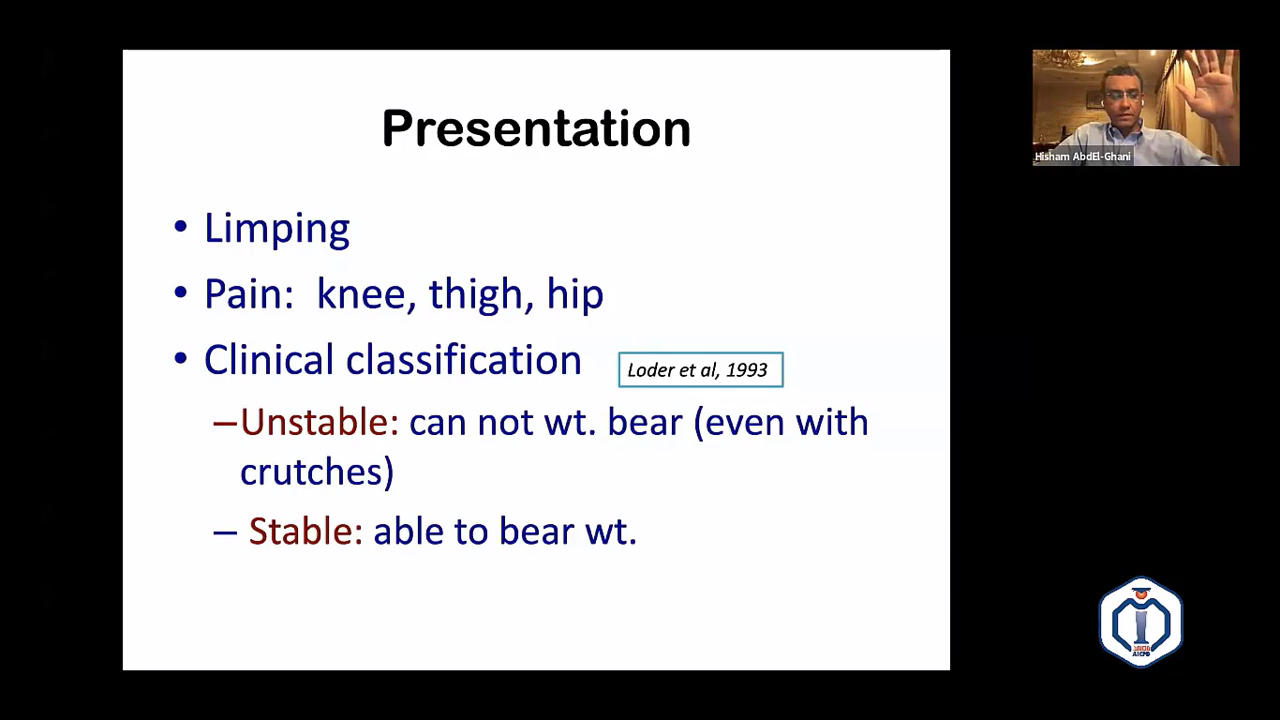 Presentation
• Limping
• Pain: knee, thigh, hip
• Clinical classification
Loder et al, 1993
–Unstable: can not wt. bear (even with
crutches)
– Stable: able to bear wt.
Hisham AbdEl-Ghani
AICPD